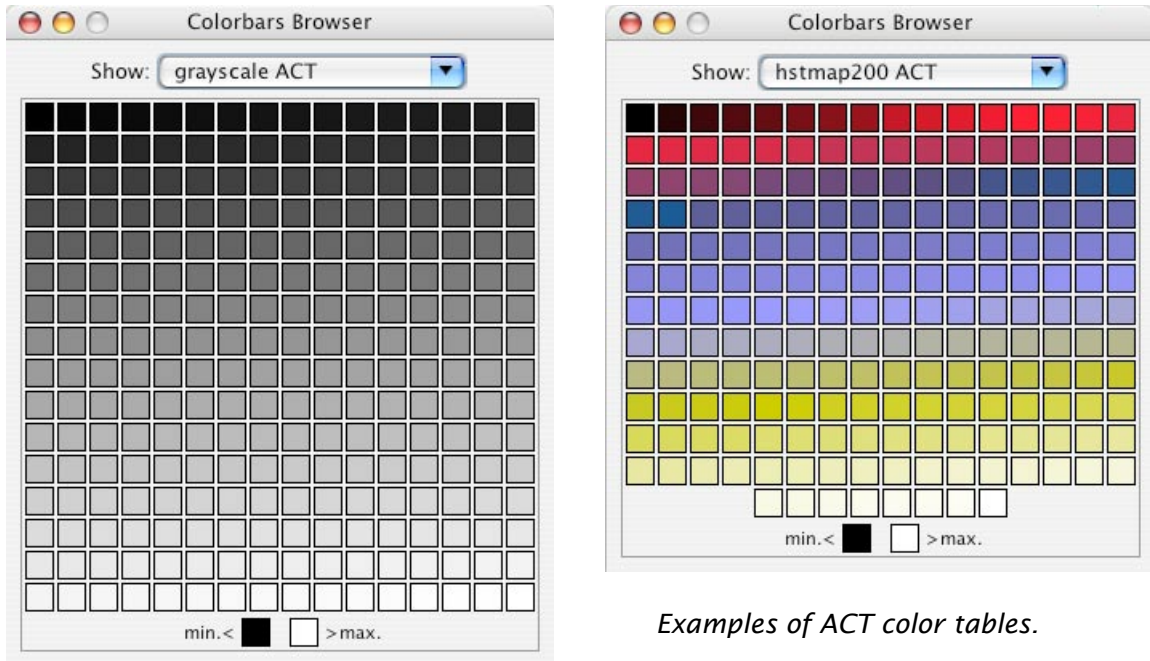 Colorbars Browser
Show: grayscale ACT
min.< >max.
Colorbars Browser
Show: hstmap200 ACT
min.< >max.
Examples of ACT color tables.